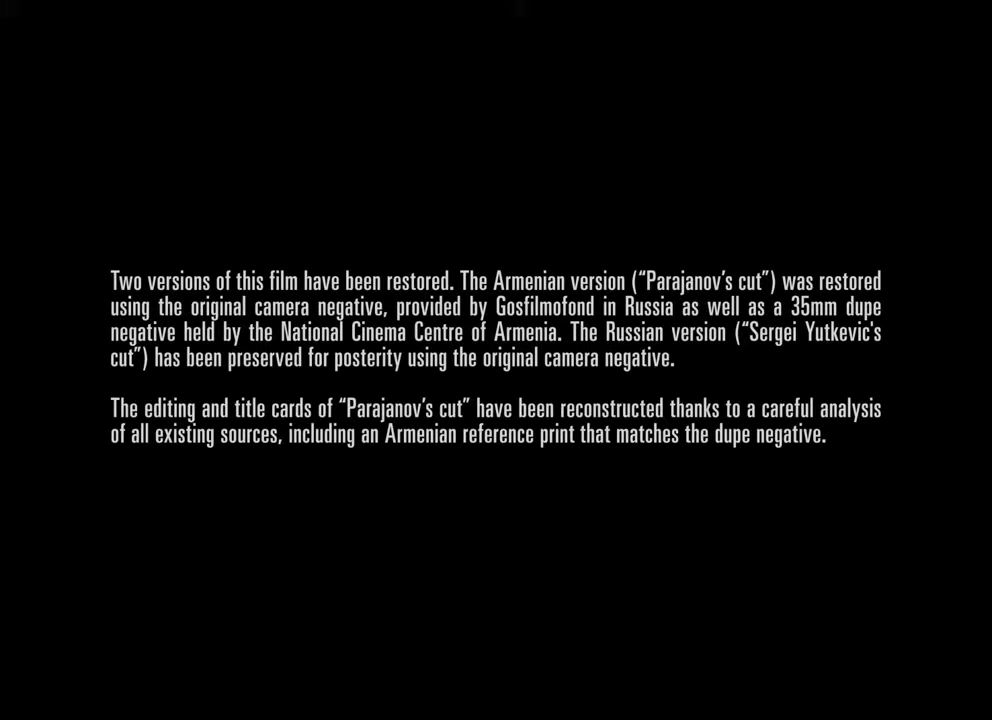 Two versions of this film have been restored. The Armenian version (“Parajanov’s cut”) was restored
using the original camera negative, provided by Gosfilmofond in Russia as well as a 35mm dupe
negative held by the National Cinema Centre of Armenia. The Russian version (“Sergei Yutkevic's
cut”) has been preserved for posterity using the original camera negative.
The editing and title cards of “Parajanov’s cut” have been reconstructed thanks to a careful analysis
of all existing sources, including an Armenian reference print that matches the dupe negative.